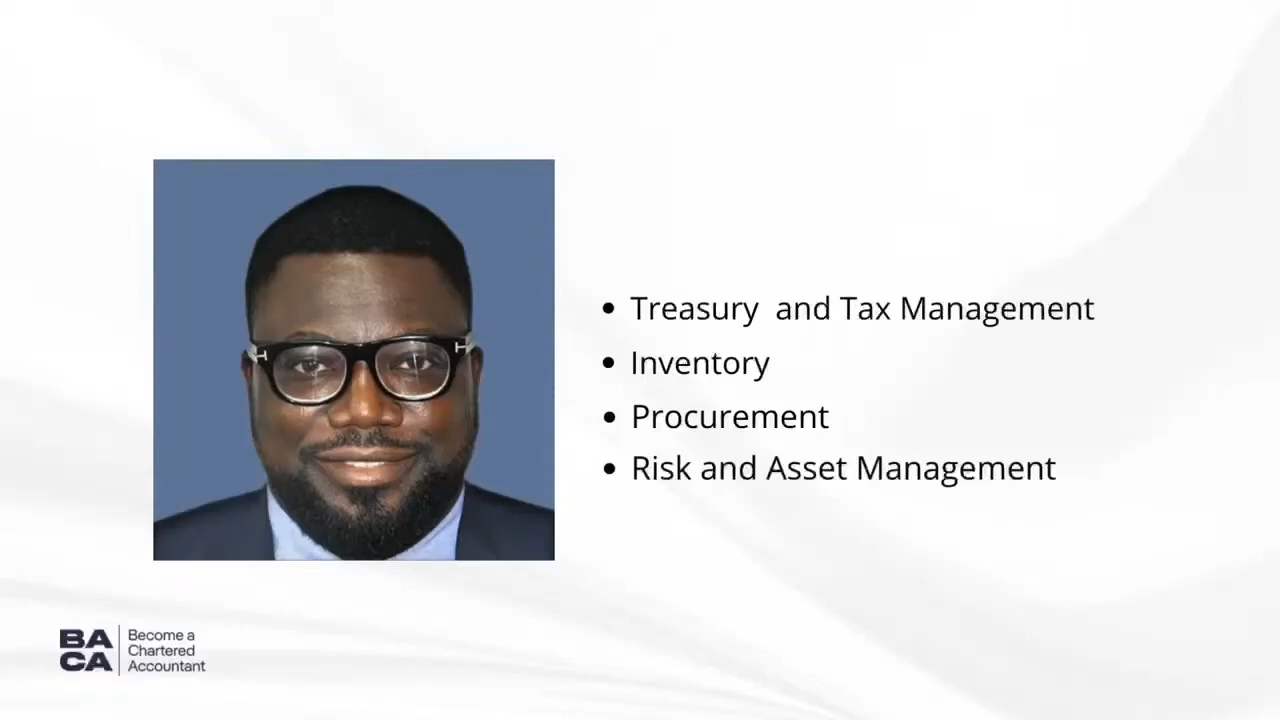 • Treasury  and Tax Management
• Inventory
• Procurement
• Risk and Asset Management
BA
CA
Become a
Chartered
Accountant